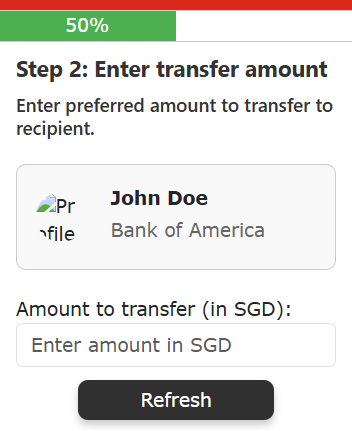 50%
Step 2: Enter transfer amount
Enter preferred amount to transfer to
recipient.
John Doe
Pr
ofile
Bank of America
Amount to transfer (in SGD):
Enter amount in SGD
Refresh